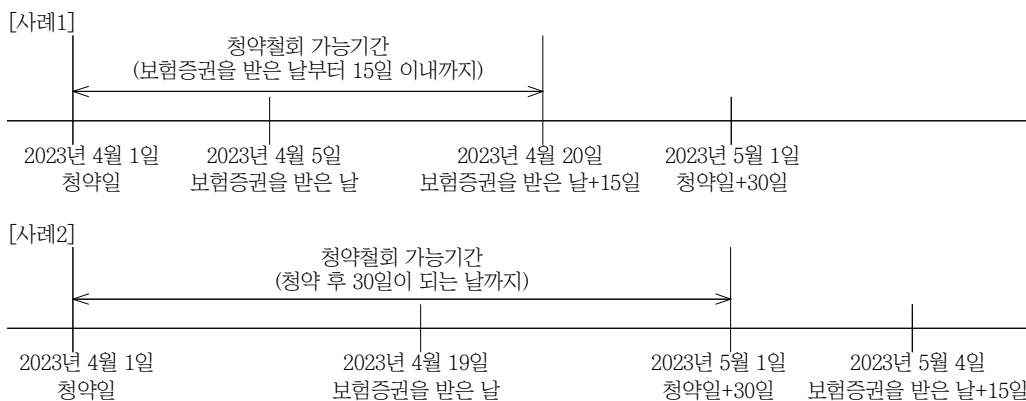 [사례1]
청약철회 가능기간
(보험증권을 받은 날부터 15일 이내까지)
2023년 4월 1일 2023년 4월 5일 2023년 4월 20일 2023년 5월 1일
청약일 보험증권을 받은 날 보험증권을 받은 날+15일 청약일+30일
[사례2]
청약철회 가능기간
(청약 후 30일이 되는 날까지)
2023년 4월 1일 2023년 4월 19일 2023년 5월 1일 2023년 5월 4일
청약일 보험증권을 받은 날 청약일+30일 보험증권을 받은 날+15일